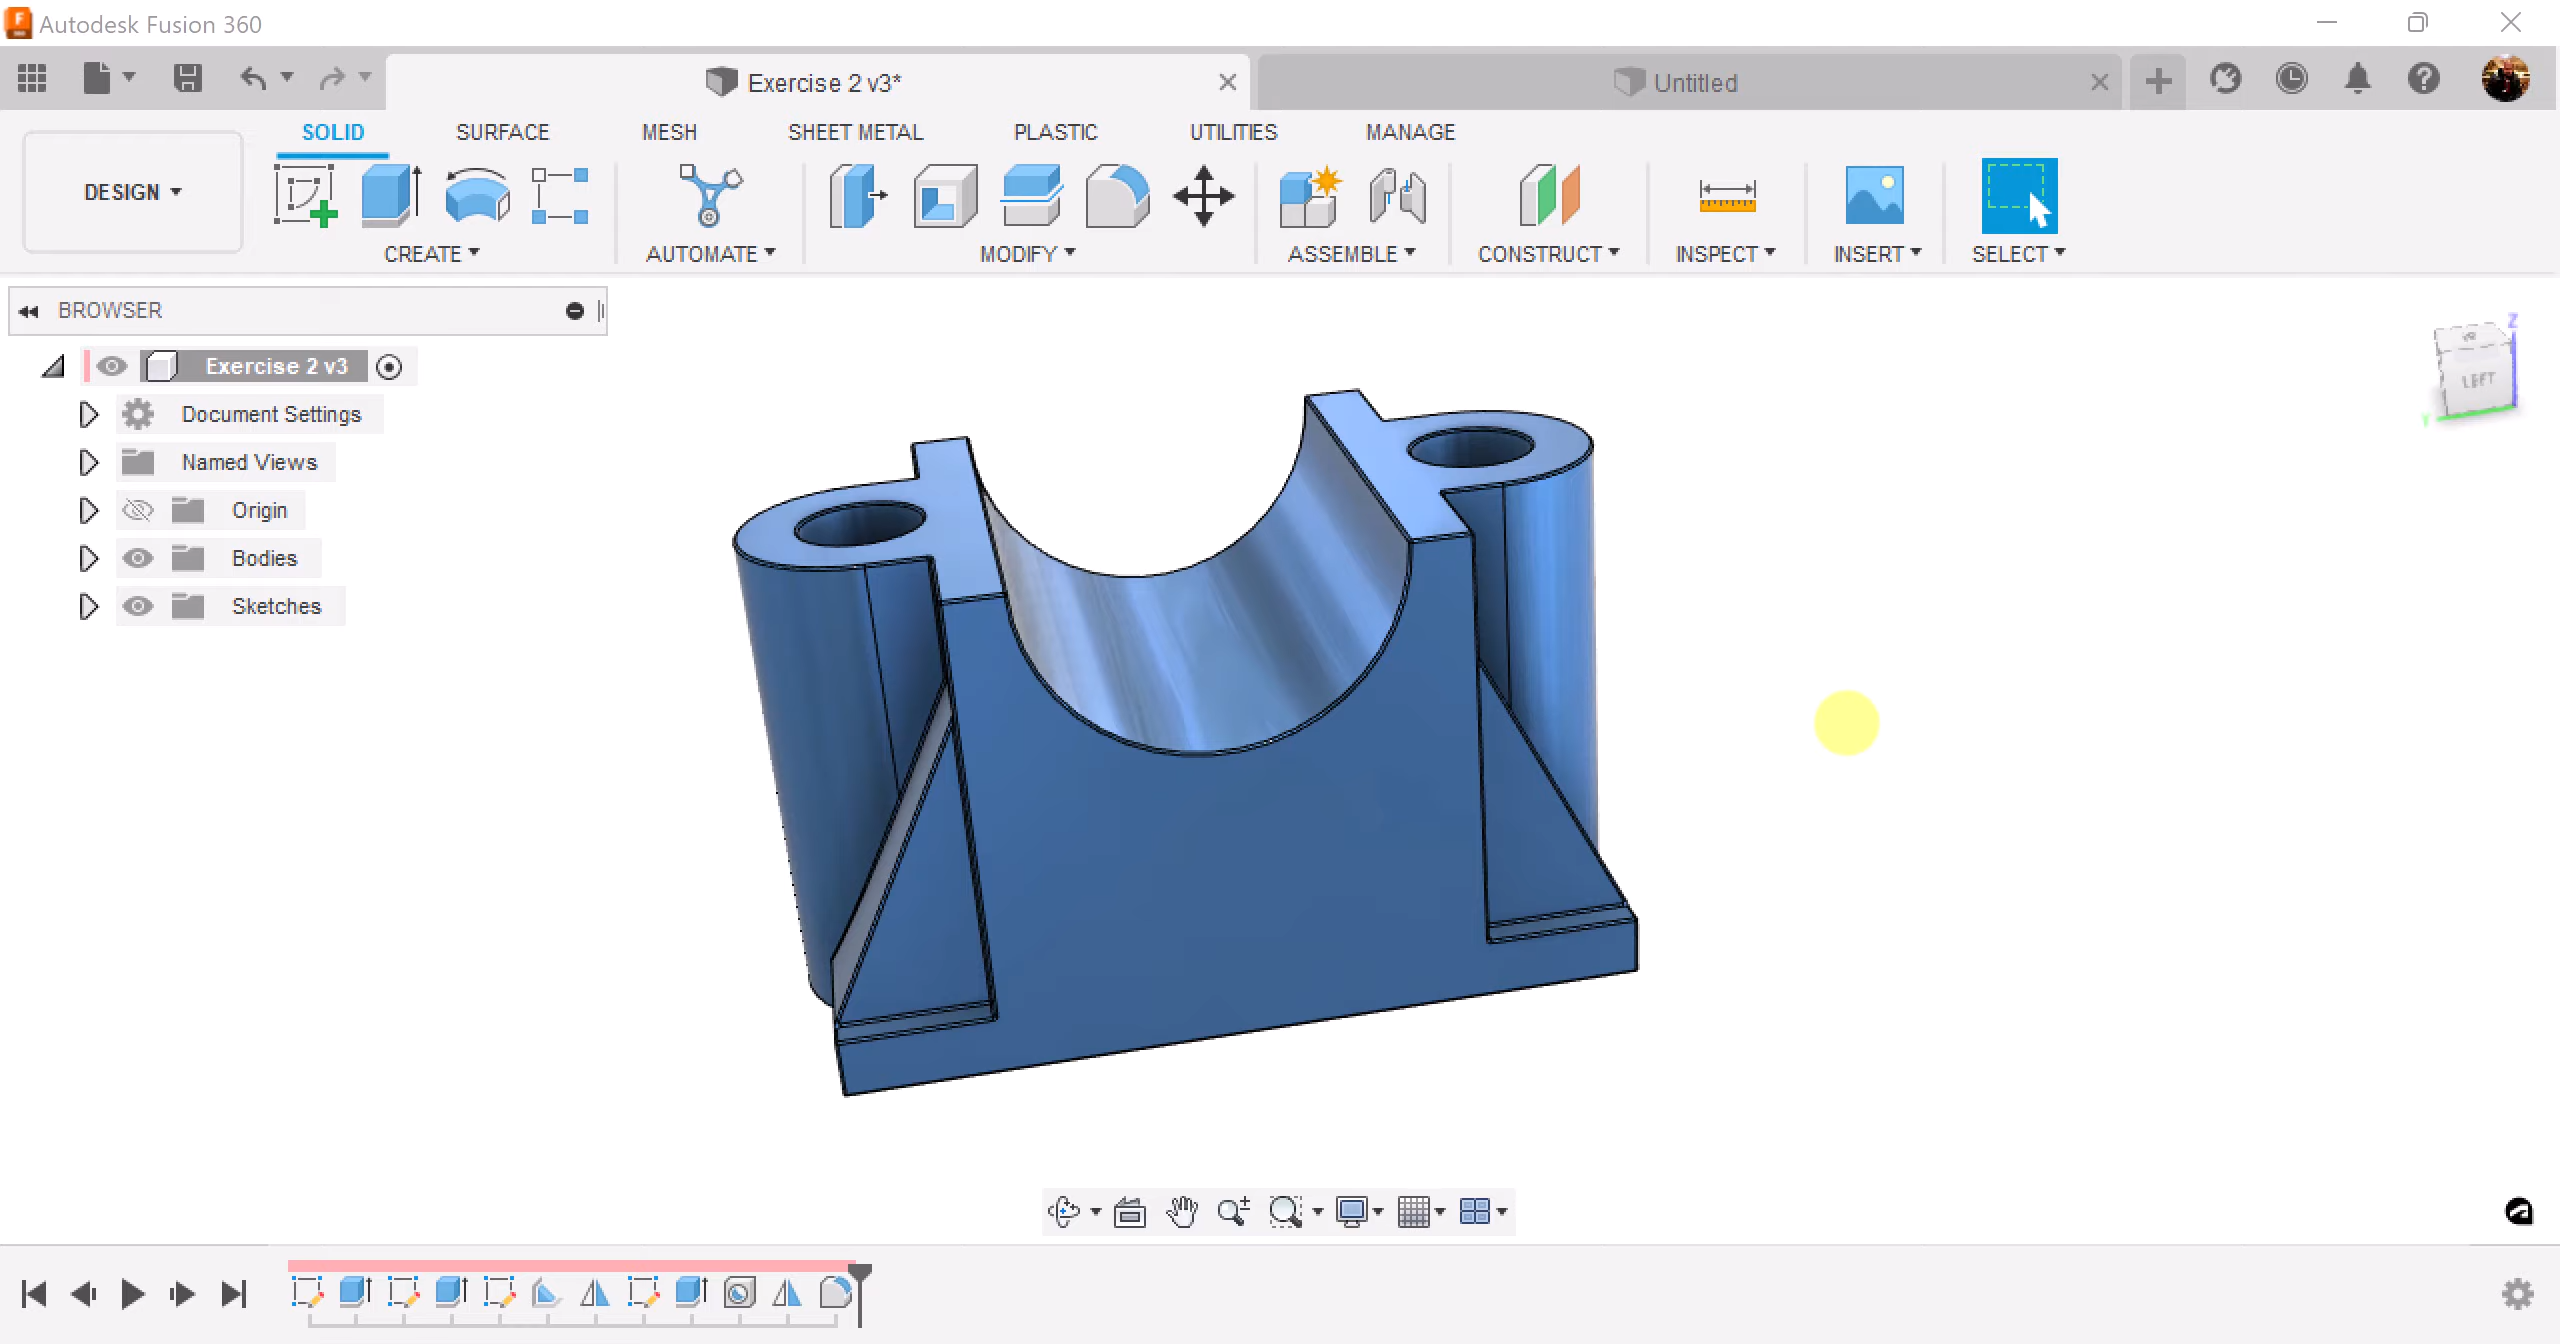 Autodesk Fusion 360
Exercise 2 v3*
Untitled
SOLID SURFACE MESH SHEET METAL PLASTIC UTILITIES MANAGE
DESIGN
CREATE AUTOMATE MODIFY ASSEMBLE CONSTRUCT INSPECT INSERT SELECT
BROWSER
Exercise 2 v3
Document Settings
Named Views
Origin
Bodies
Sketches
Z
LEFT
Y